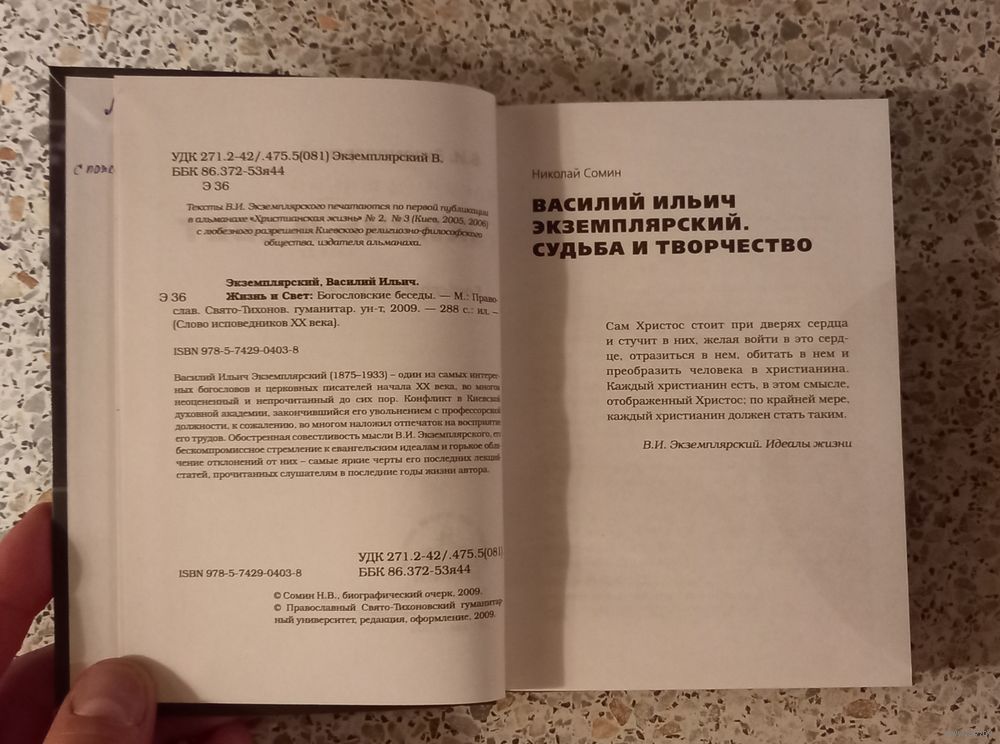 с поже
УДК 271.2-42/.475.5(081) Экземплярский В.
ББК 86.372-53я44
Э 36
Тексты В.И. Экземплярского печатаются по первой публикации
в альманахе «Христианская жизнь» № 2, № 3 (Киев, 2005, 2006)
с любезного разрешения Киевского религиозно-философского
общества, издателя альманаха.
Экземплярский, Василий Ильич.
Э 36 Жизнь и Свет: Богословские беседы. — М.: Право-
слав. Свято-Тихонов. гуманитар. ун-т, 2009. — 288 с.: ил. –
(Слово исповедников XX века).
ISBN 978-5-7429-0403-8
Василий Ильич Экземплярский (1875–1933) – один из самых интерес-
ных богословов и церковных писателей начала XX века, во многом
неоцененный и непрочитанный до сих пор. Конфликт в Киевской
духовной академии, закончившийся его увольнением с профессорской
должности, к сожалению, во многом наложил отпечаток на восприятие
его трудов. Обостренная совестливость мысли В.И. Экземплярского, его
бескомпромиссное стремление к евангельским идеалам и горькое обли-
чение отклонений от них – самые яркие черты его последних лекций-
статей, прочитанных слушателям в последние годы жизни автора.
УДК 271.2-42/.475.5(081)
ISBN 978-5-7429-0403-8 ББК 86.372-53я44
© Сомин Н.В., биографический очерк, 2009.
© Православный Свято-Тихоновский гуманитар-
ный университет, редакция, оформление, 2009.
Николай Сомин
ВАСИЛИЙ ИЛЬИЧ
ЭКЗЕМПЛЯРСКИЙ.
СУДЬБА И ТВОРЧЕСТВО
Сам Христос стоит при дверях сердца
и стучит в них, желая войти в это серд-
це, отразиться в нем, обитать в нем и
преобразить человека в христианина.
Каждый христианин есть, в этом смысле,
отображенный Христос; по крайней мере,
каждый христианин должен стать таким.
В.И. Экземплярский. Идеалы жизни